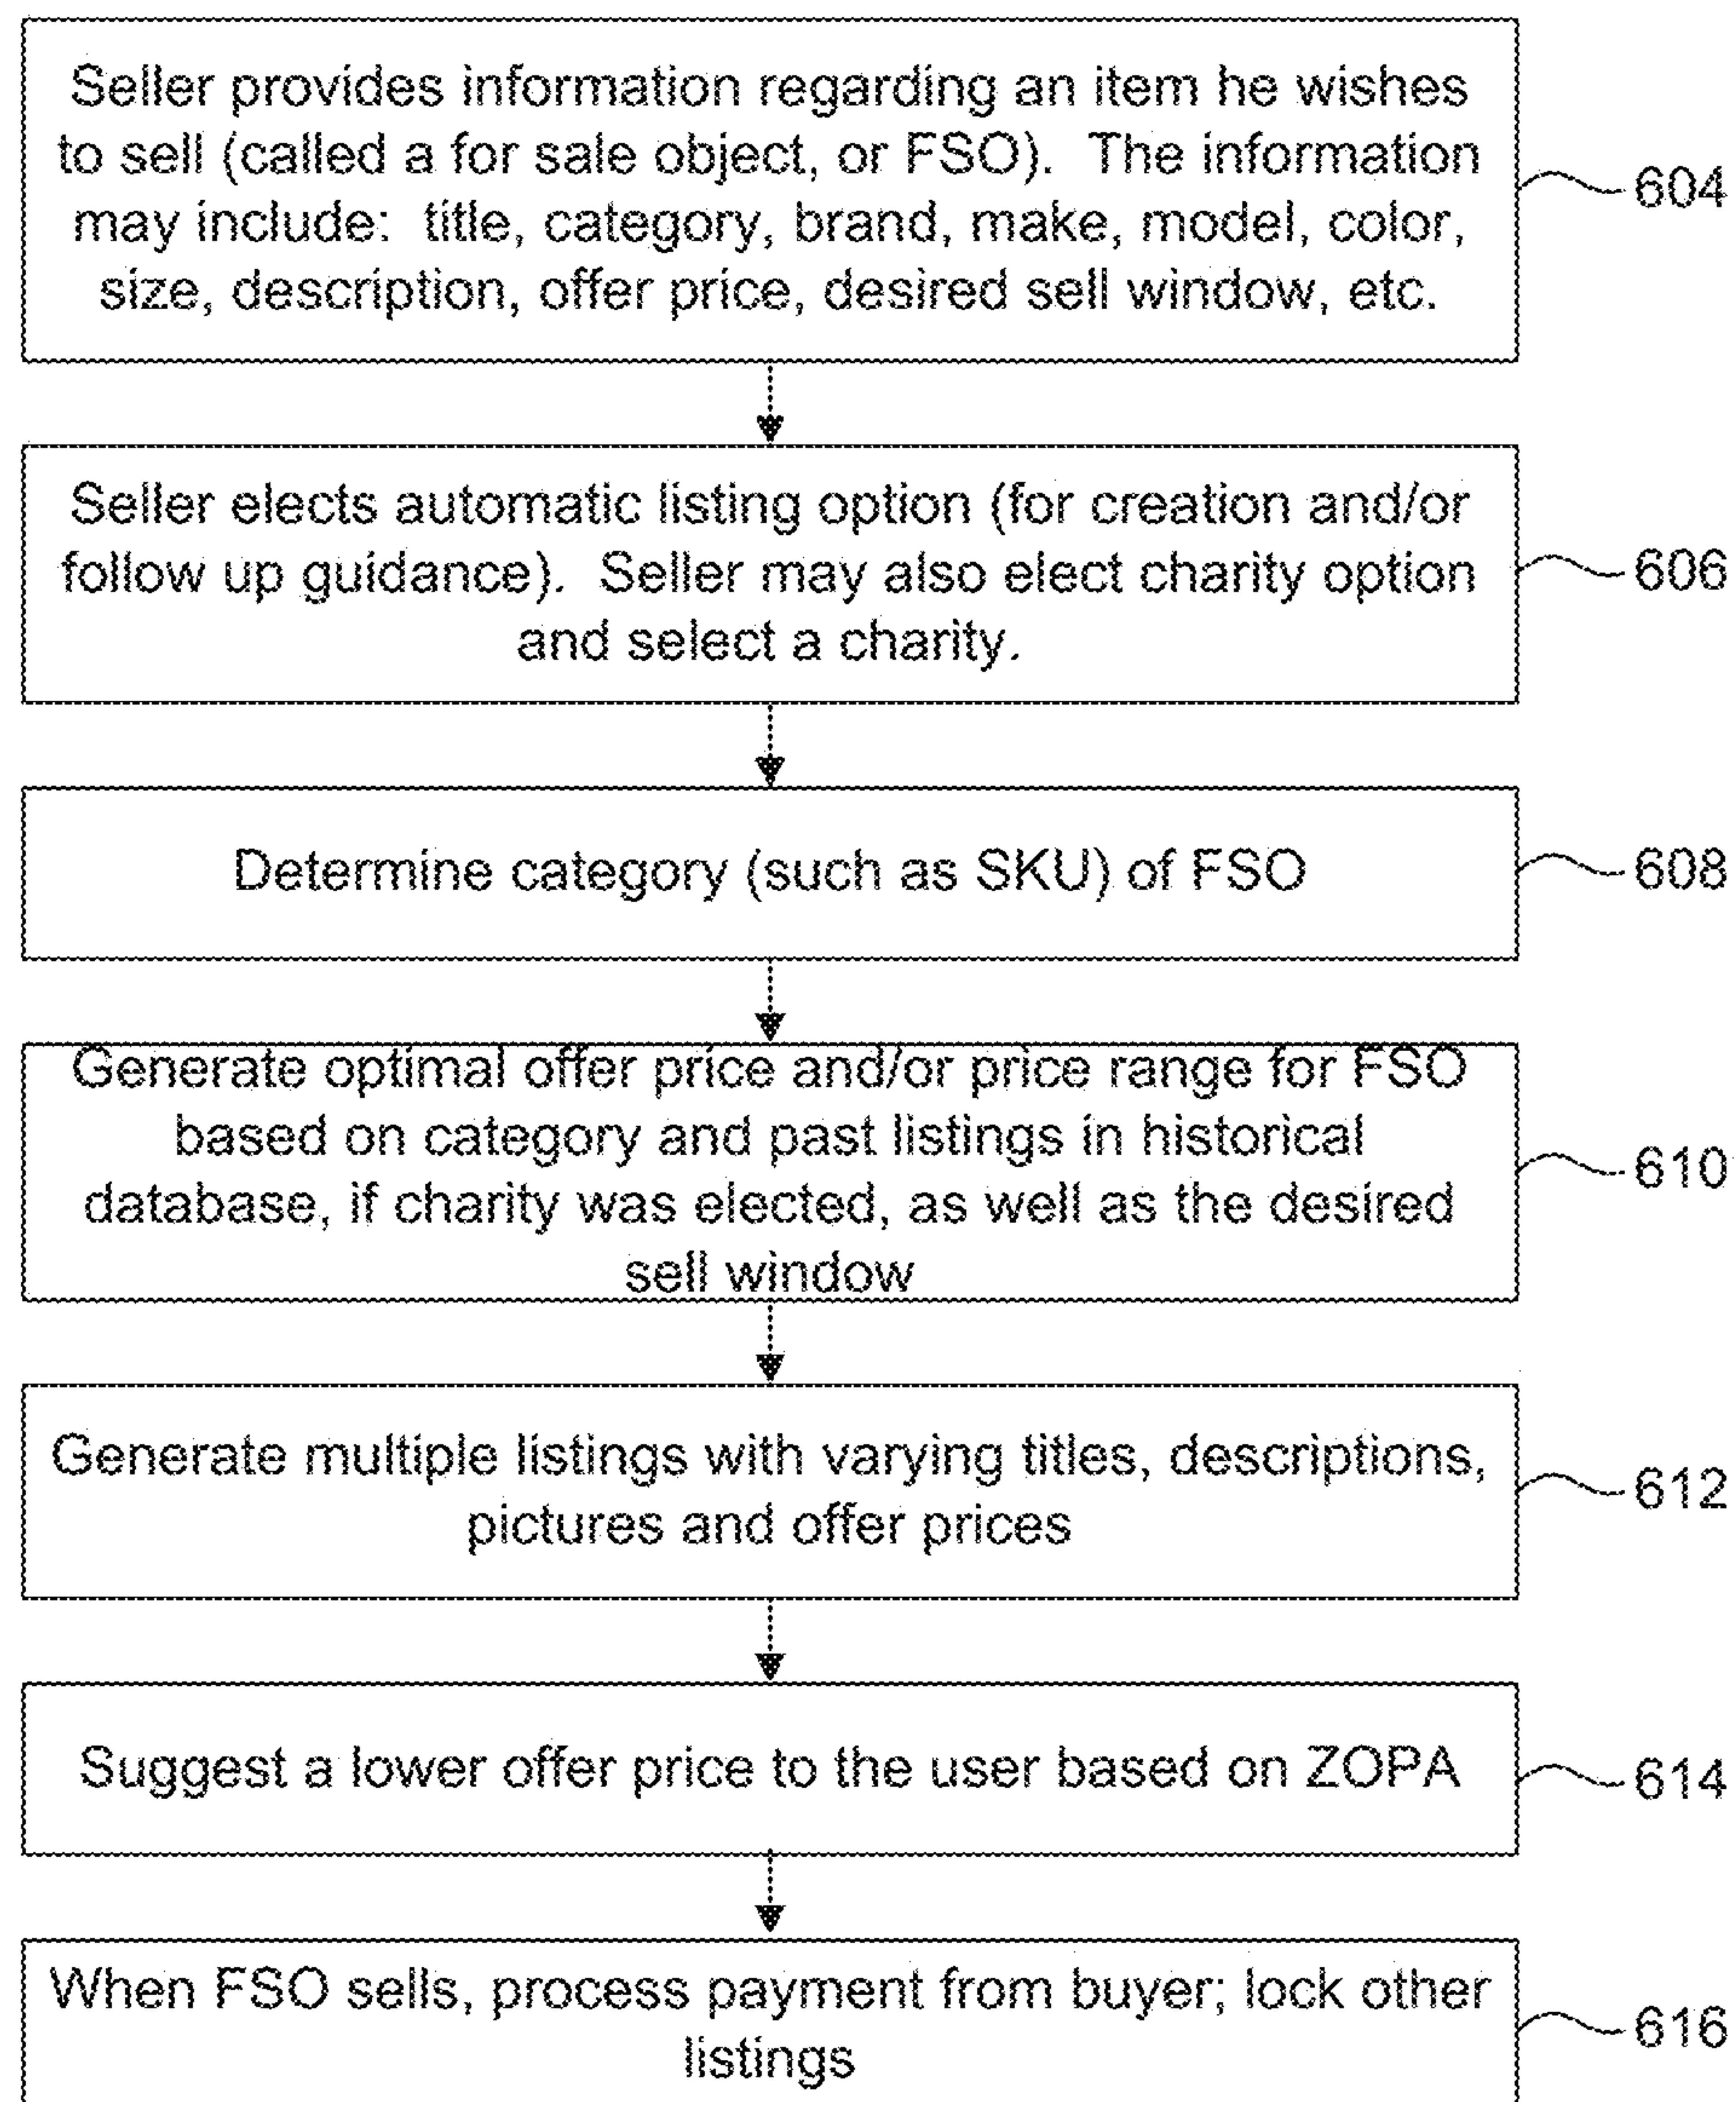 Seller provides information regarding an item he wishes
to sell (called a for sale object, or FSO).  The information
may include:  title, category, brand, make, model, color,
size, description, offer price, desired sell window, etc.
604
Seller elects automatic listing option (for creation and/or
follow up guidance).  Seller may also elect charity option
and select a charity.
606
Determine category (such as SKU) of FSO
608
Generate optimal offer price and/or price range for FSO
based on category and past listings in historical
database, if charity was elected, as well as the desired
sell window
610
Generate multiple listings with varying titles, descriptions,
pictures and offer prices
612
Suggest a lower offer price to the user based on ZOPA
614
When FSO sells, process payment from buyer; lock other
listings
616